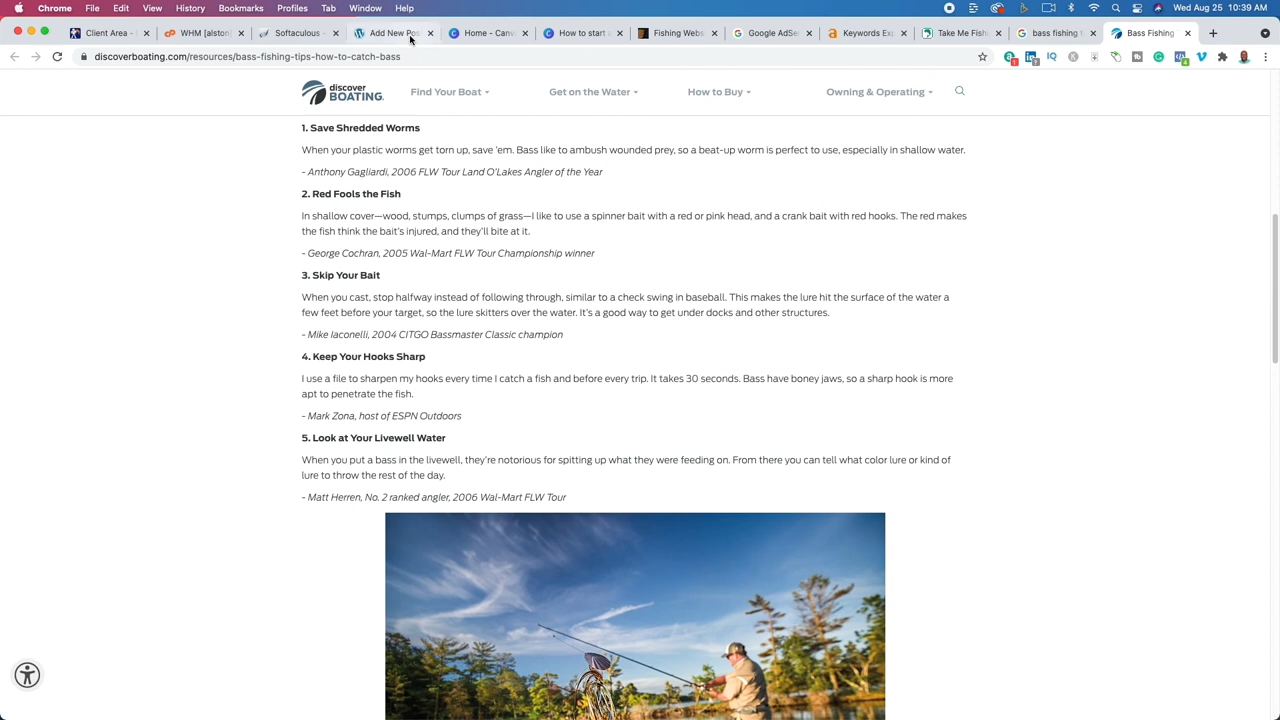 Chrome File Edit View History Bookmarks Profiles Tab Window Help Tue Aug 10 10:39 AM
Client Area - WHM [alston Softaculous - Add New Pos Home - Canva How to start a Fishing Webs Google AdSe Keywords Exp Take Me Fish bass fishing t Bass Fishing
discoverboating.com/resources/bass-fishing-tips-how-to-catch-bass
discover BOATING Find Your Boat Get on the Water How to Buy Owning & Operating
1. Save Shredded Worms
When your plastic worms get torn up, save 'em. Bass like to ambush wounded prey, so a beat-up worm is perfect to use, especially in shallow water.
- Anthony Gagliardi, 2006 FLW Tour Land O'Lakes Angler of the Year
2. Red Fools the Fish
In shallow cover—wood, stumps, clumps of grass—I like to use a spinner bait with a red or pink head, and a crank bait with red hooks. The red makes
the fish think the bait's injured, and they'll bite at it.
- George Cochran, 2005 Wal-Mart FLW Tour Championship winner
3. Skip Your Bait
When you cast, stop halfway instead of following through, similar to a check swing in baseball. This makes the lure hit the surface of the water a
few feet before your target, so the lure skitters over the water. It's a good way to get under docks and other structures.
- Mike Iaconelli, 2004 CITGO Bassmaster Classic champion
4. Keep Your Hooks Sharp
I use a file to sharpen my hooks every time I catch a fish and before every trip. It takes 30 seconds. Bass have boney jaws, so a sharp hook is more
apt to penetrate the fish.
- Mark Zona, host of ESPN Outdoors
5. Look at Your Livewell Water
When you put a bass in the livewell, they're notorious for spitting up what they were feeding on. From there you can tell what color lure or kind of
lure to throw the rest of the day.
- Matt Herren, No. 2 ranked angler, 2006 Wal-Mart FLW Tour